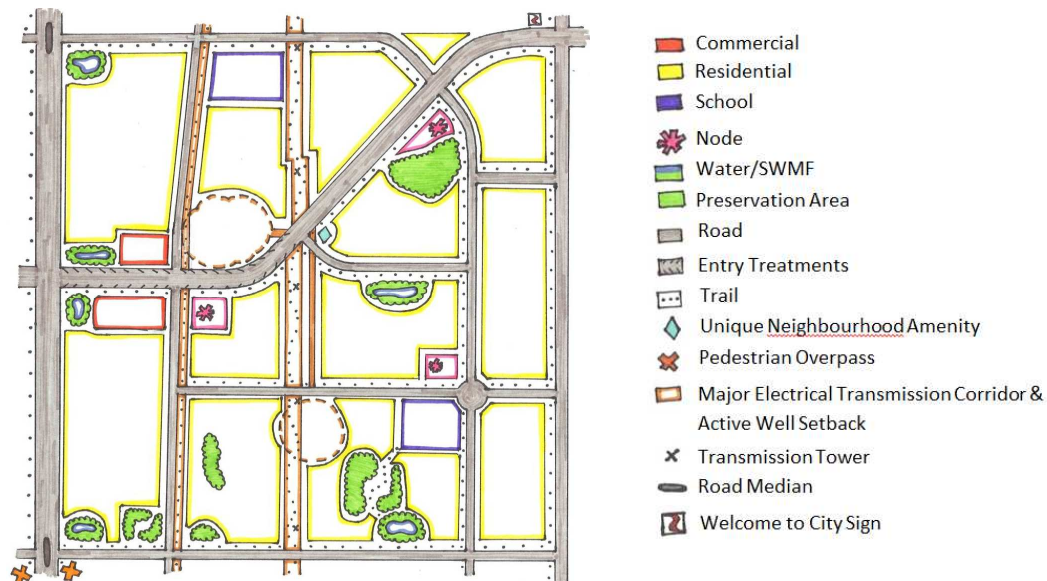 Commercial
Residential
School
Node
Water/SWMF
Preservation Area
Road
Entry Treatments
Trail
Unique Neighbourhood Amenity
Pedestrian Overpass
Major Electrical Transmission Corridor &
Active Well Setback
Transmission Tower
Road Median
Welcome to City Sign